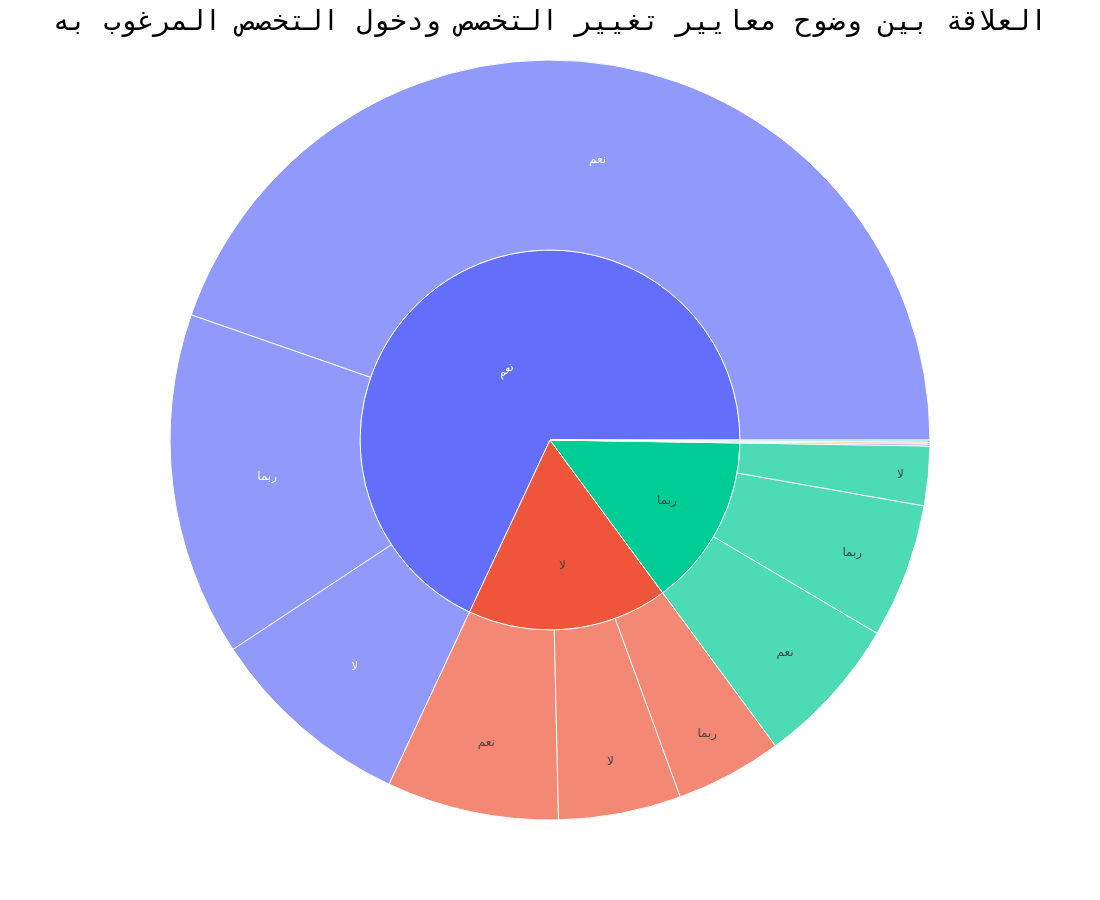 العلاقة بين وضوح معايير تغيير التخصص ودخول التخصص المرغوب به
نعم
نعم
ربما
لا
ربما
ربما
لا
لا
نعم
نعم
ربما
لا